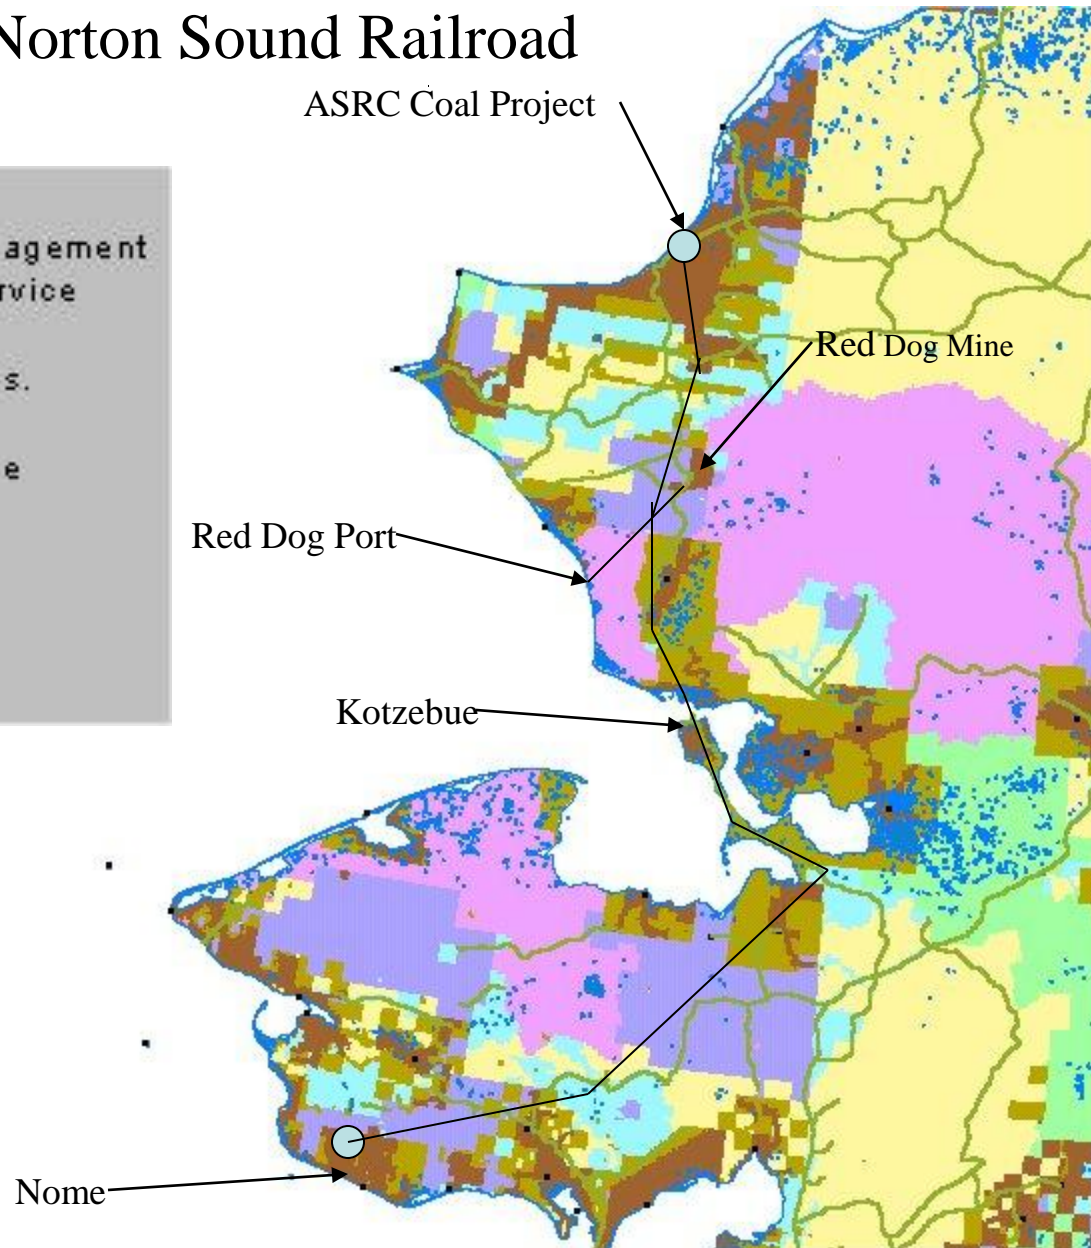 Norton Sound Railroad
ASRC Coal Project
agement
rvice
s.
e
Red Dog Mine
Red Dog Port
Kotzebue
Nome